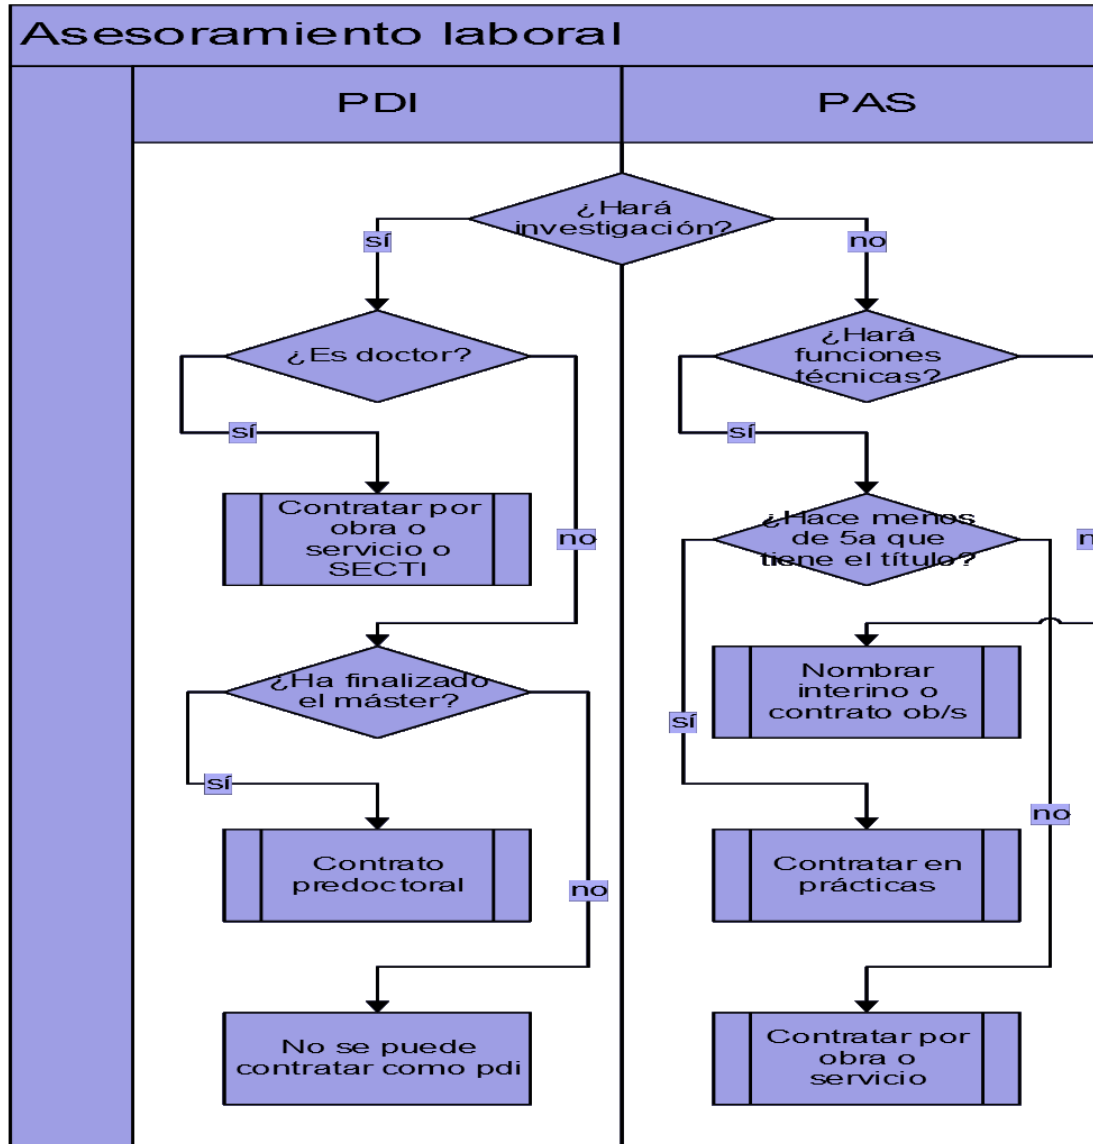 Asesoramiento laboral
PDI
PAS
¿Hará
investigación?
sí
no
¿Es doctor?
¿Hará
funciones
técnicas?
sí
sí
Contratar por
obra o
servicio o
SECTI
no
¿Hace menos
de 5a que
tiene el título?
¿Ha finalizado
el máster?
Nombrar
interino o
contrato ob/s
sí
sí
no
Contrato
predoctoral
no
Contratar en
prácticas
No se puede
contratar como pdi
Contratar por
obra o
servicio